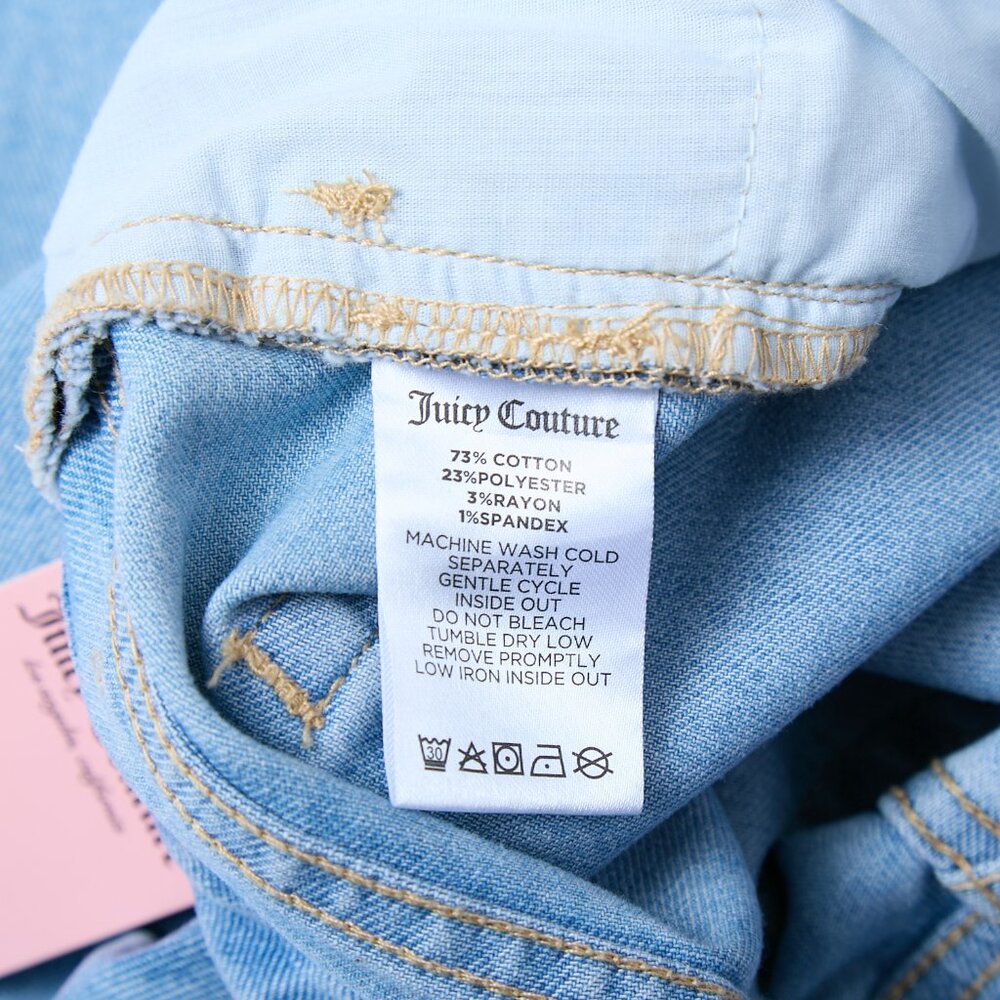 Juicy Couture
73% COTTON
23%POLYESTER
3%RAYON
1%SPANDEX
MACHINE WASH COLD
SEPARATELY
GENTLE CYCLE
INSIDE OUT
DO NOT BLEACH
TUMBLE DRY LOW
REMOVE PROMPTLY
LOW IRON INSIDE OUT
30